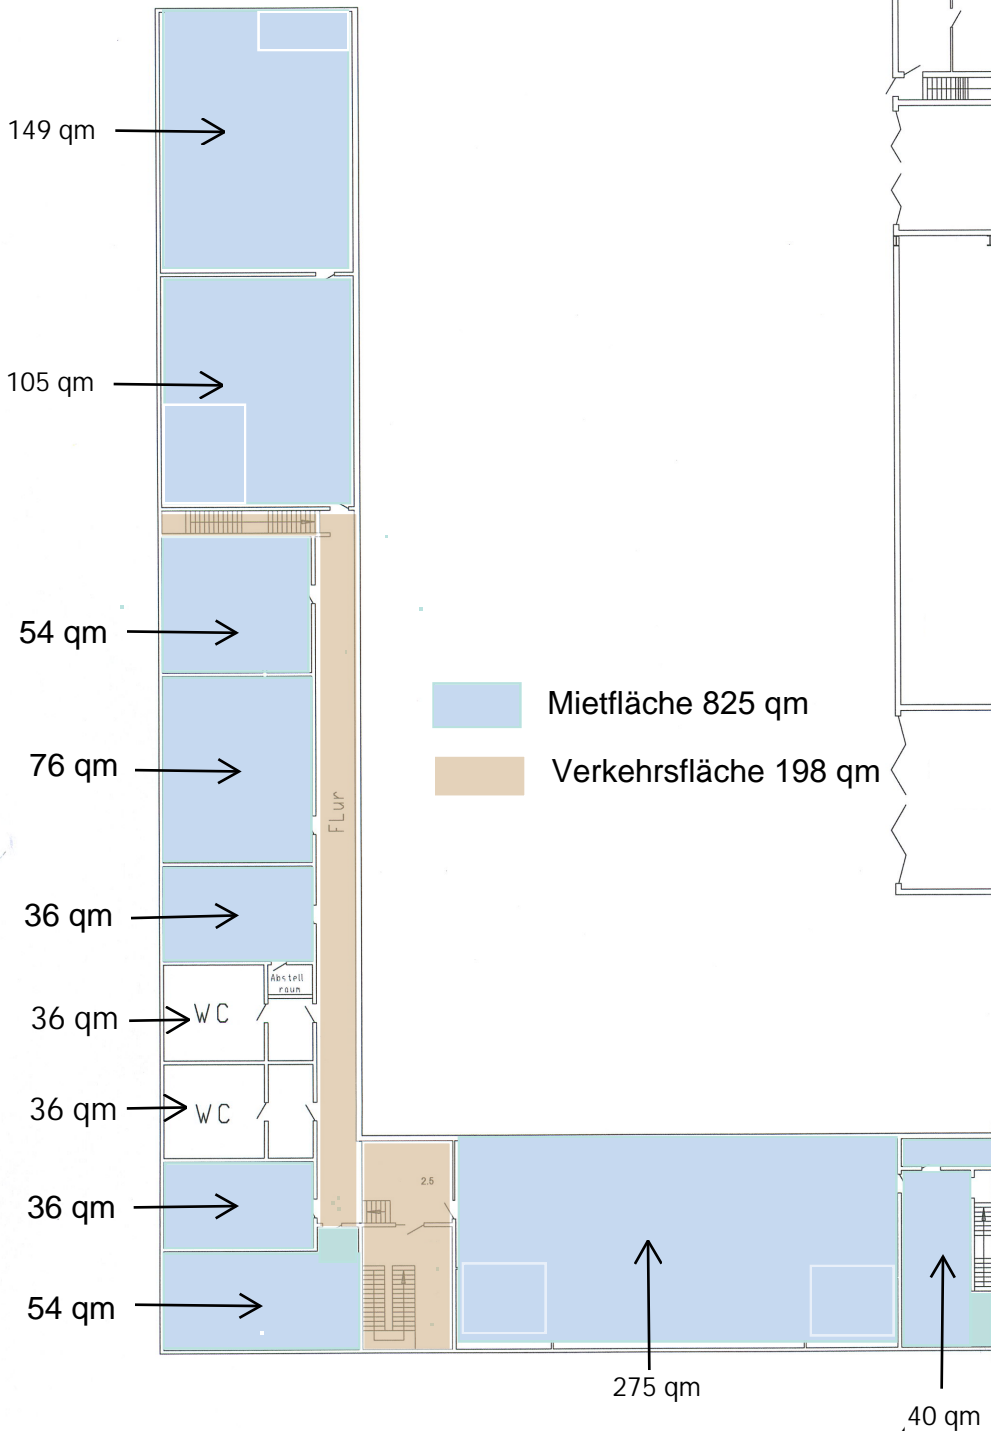 149 qm
105 qm
54 qm
Mietfläche 825 qm
76 qm
Verkehrsfläche 198 qm
FLur
36 qm
Abstell
raum
36 qm
WC
36 qm
WC
2.5
36 qm
54 qm
275 qm
40 qm